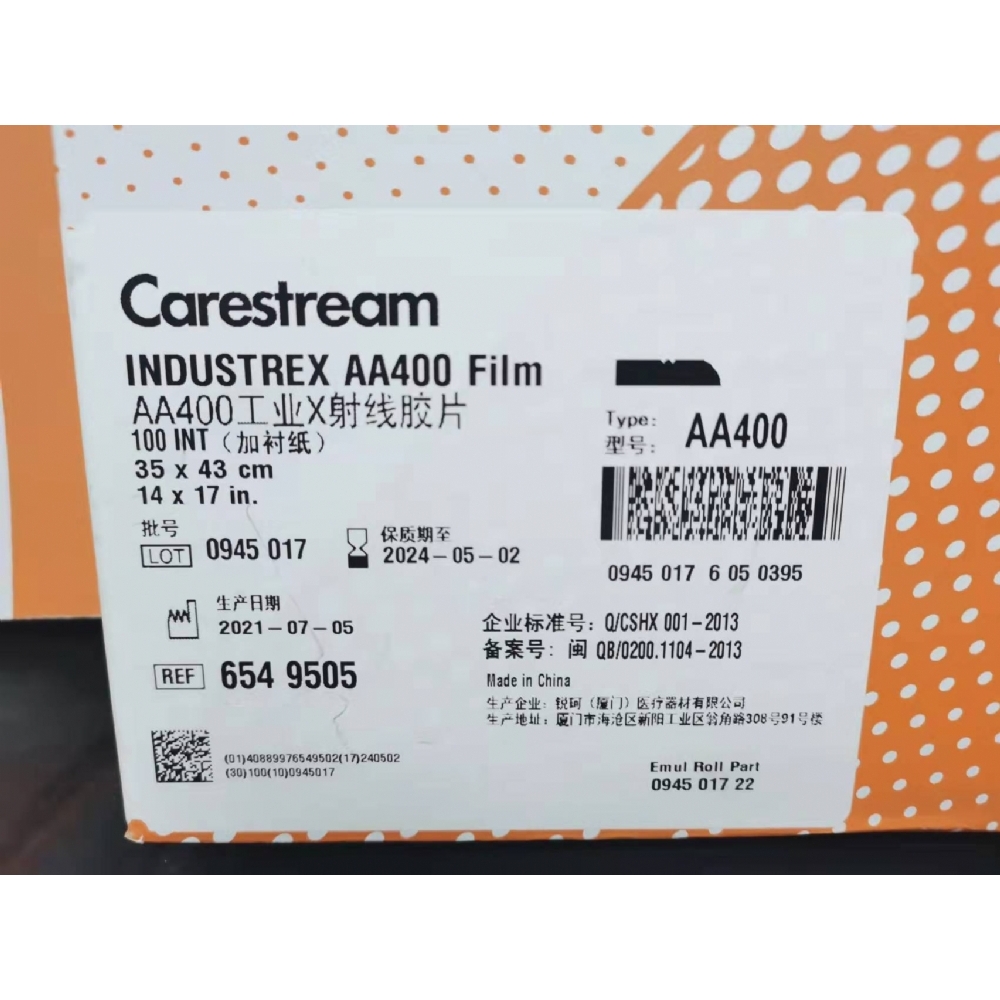 Carestream
INDUSTREX AA400 Film
AA400工业X射线胶片
100 INT（加衬纸）
35 x 43 cm
14 x 17 in.
Type:
型号: AA400
批号
LOT 0945 017
保质期至
2024-05-02
0945 017 6 05 0395
生产日期
2021-07-05
REF 654 9505
企业标准号: Q/CSHX 001-2013
备案号: 闽 QB/0200.1104-2013
Made in China
生产企业: 锐珂（厦门）医疗器材有限公司
生产地址: 厦门市海沧区新阳工业区翁角路308号91号楼
(01)40889976549502(17)240502
(30)100(10)0945017
Emul Roll Part
0945 017 22